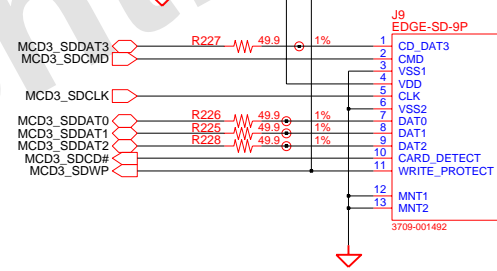 J9
EDGE-SD-9P
MCD3_SDDAT3 R227 49.9 1% 1 CD_DAT3
MCD3_SDCMD 2 CMD
3 VSS1
4 VDD
MCD3_SDCLK 5 CLK
6 VSS2
MCD3_SDDAT0 R226 49.9 1% 7 DAT0
MCD3_SDDAT1 R225 49.9 1% 8 DAT1
MCD3_SDDAT2 R228 49.9 1% 9 DAT2
MCD3_SDCD# 10 CARD_DETECT
MCD3_SDWP 11 WRITE_PROTECT
12 MNT1
13 MNT2
3709-001492